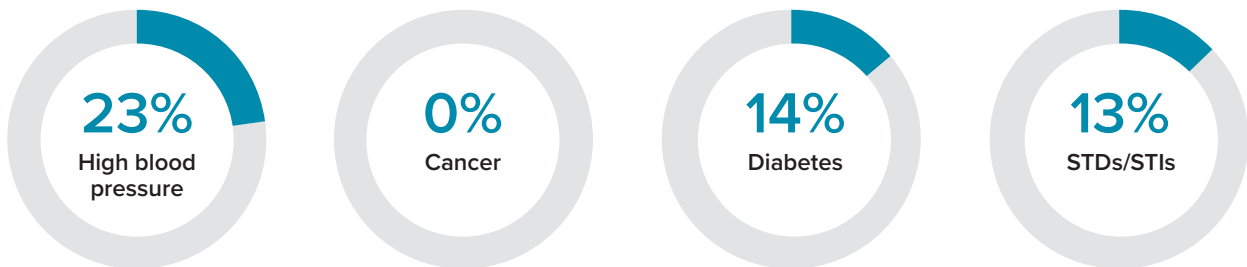 23%
High blood
pressure
0%
Cancer
14%
Diabetes
13%
STDs/STIs